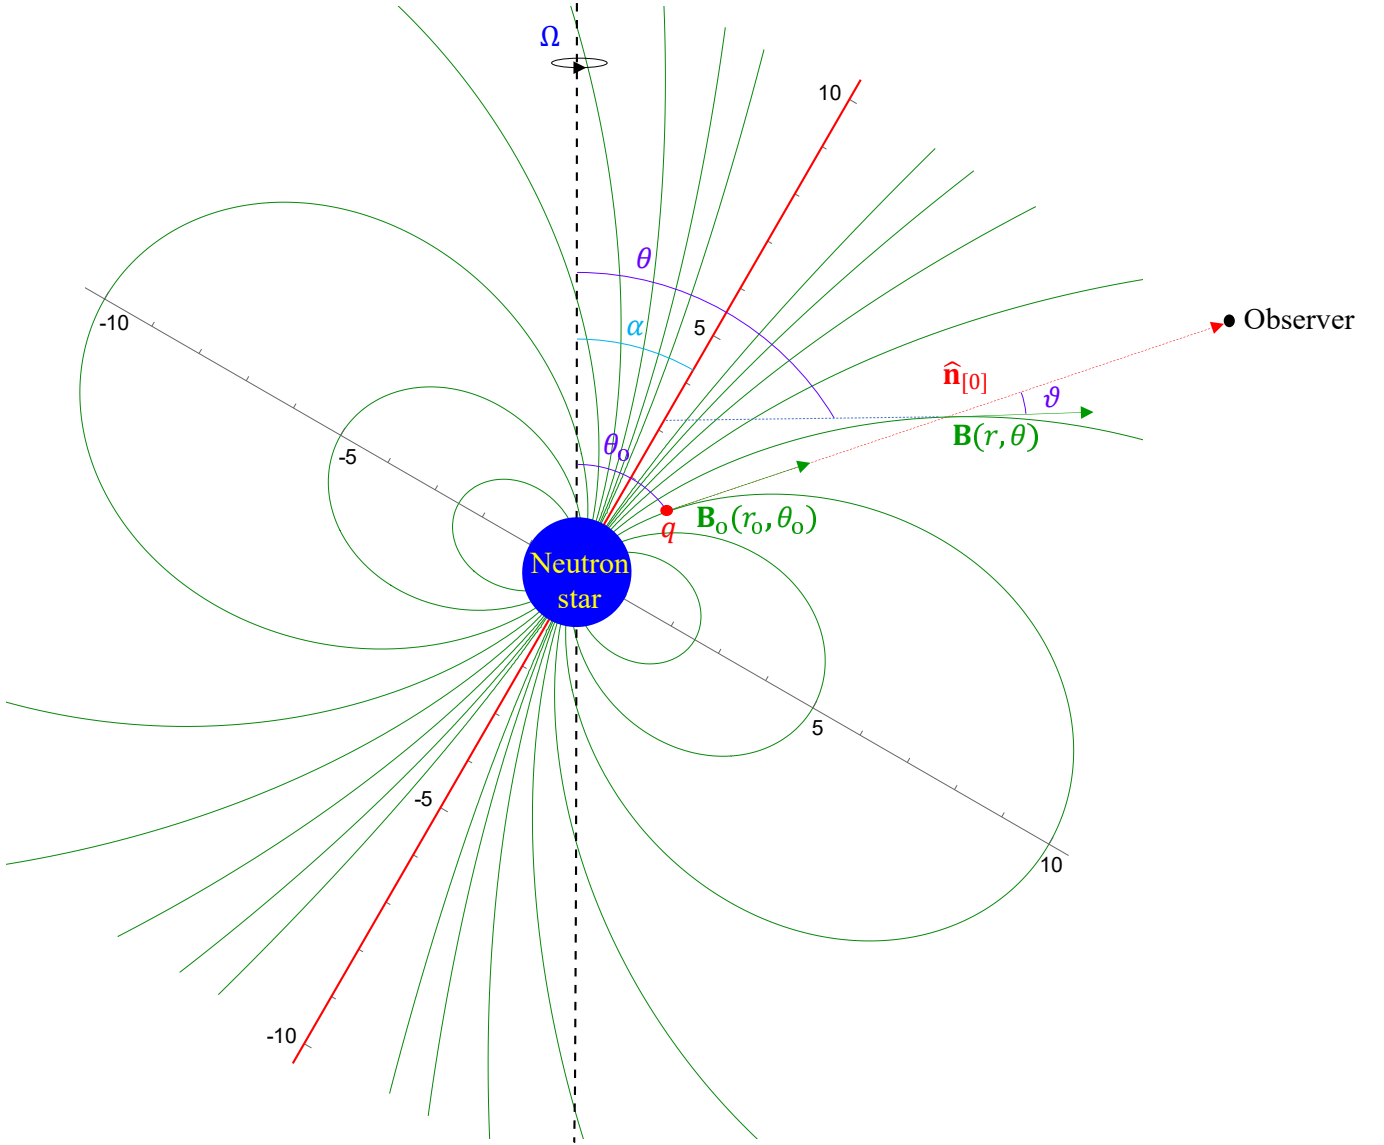 Ω
10
θ
α
5
Observer
n̂[0]
ϑ
B(r, θ)
-10
-5
θo
q
Bo(ro, θo)
Neutron
star
5
-5
10
-10